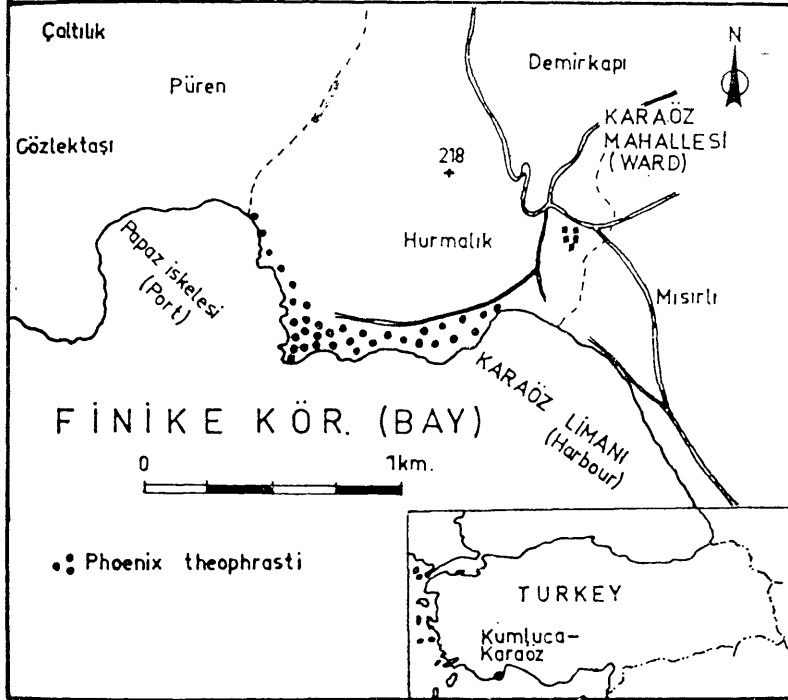 Çaltılık
Püren
Gözlektaşı
Demirkapı
N
KARAÖZ
MAHALLESİ
(WARD)
218
Hurmalık
Papaz iskelesi
(Port)
Mısırlı
KARAÖZ LİMANI
(Harbour)
FİNİKE KÖR. (BAY)
0 1km.
Phoenix theophrasti
TURKEY
Kumluca-
Karaöz